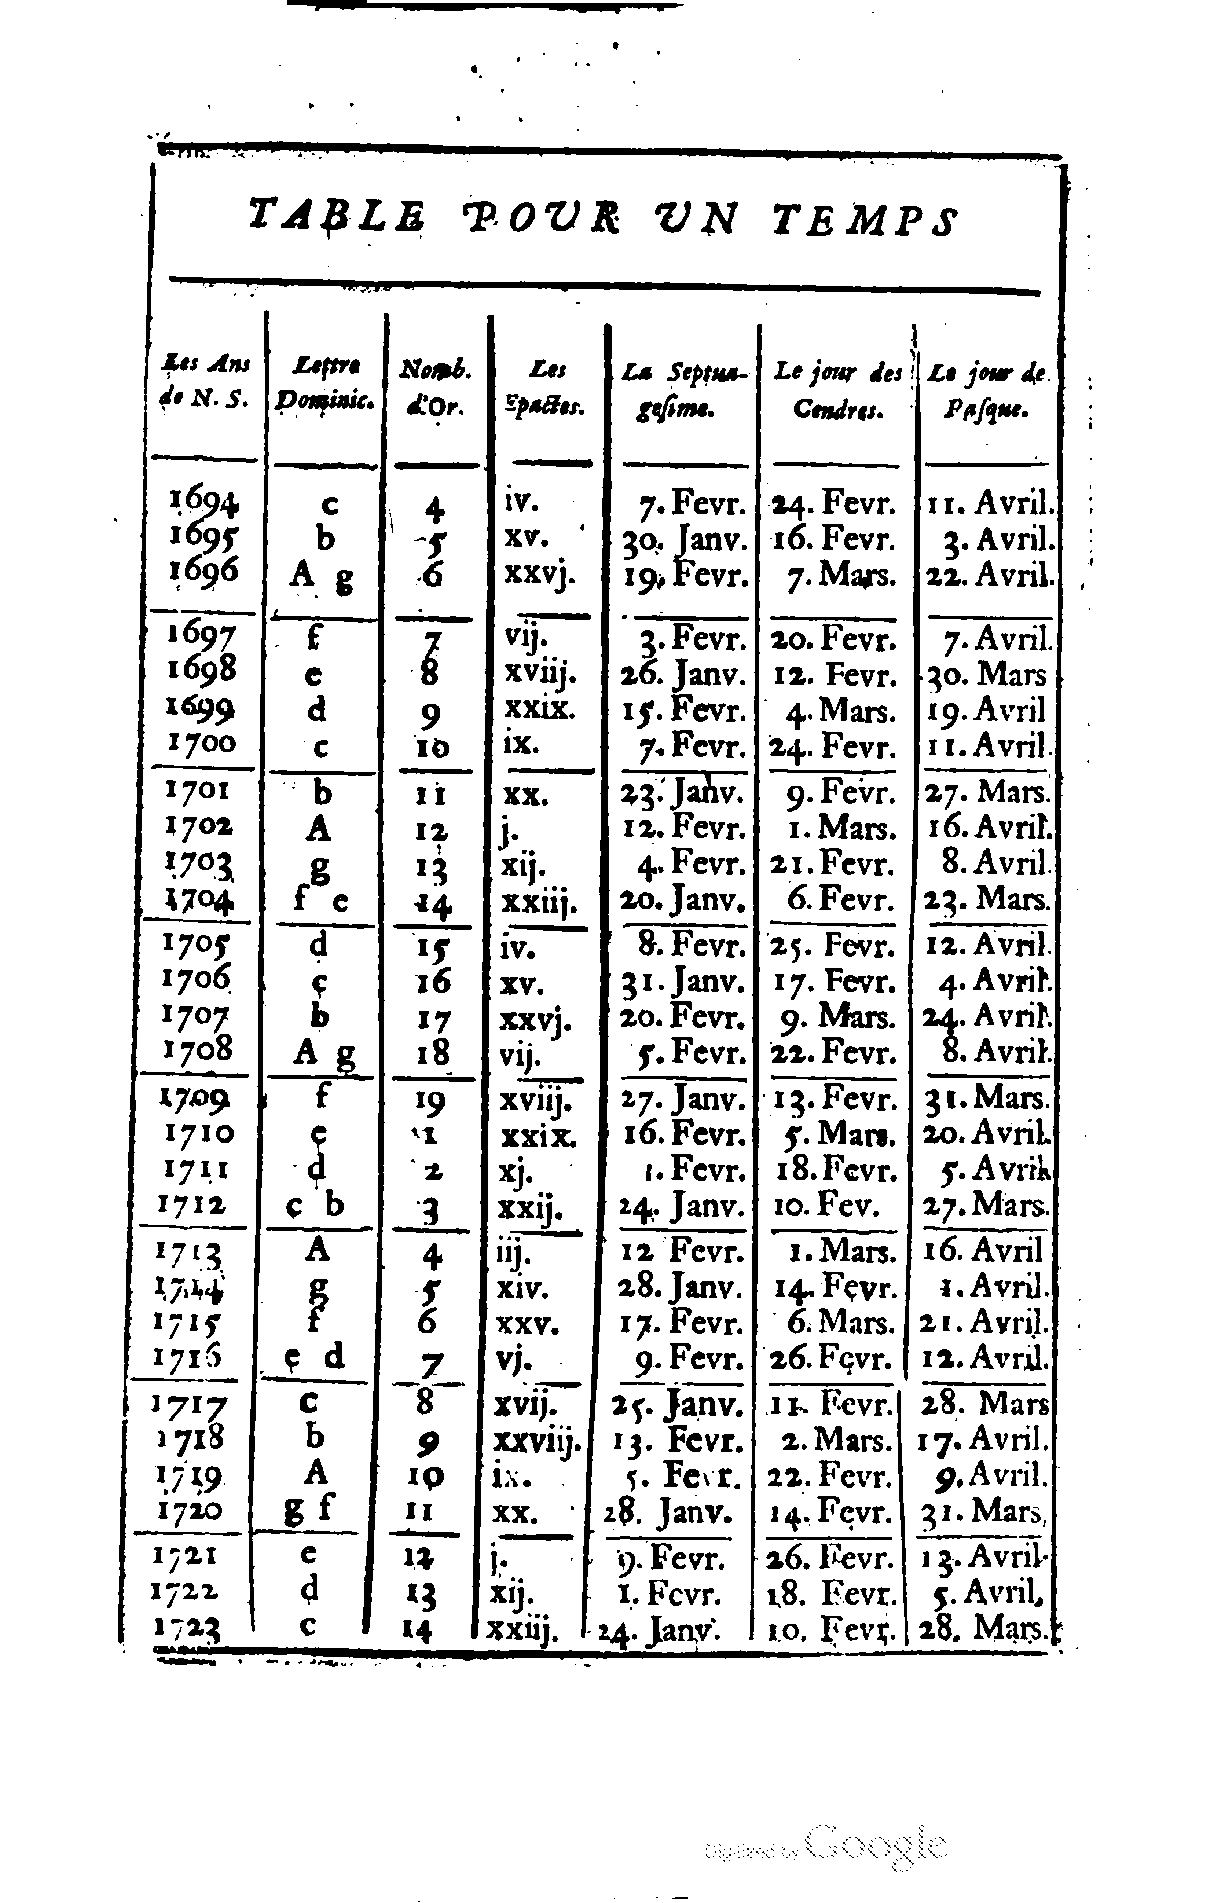 TABLE POUR UN TEMPS
Les Ans Lettre Nomb. Les La Septua- Le jour des Le jour de
de N. S. Dominic. d'Or. Epactes. gesime. Cendres. Pasque.
1694 c 4 iv. 7. Fevr. 24. Fevr. 11. Avril.
1695 b 5 xv. 30. Janv. 16. Fevr. 3. Avril.
1696 A g 6 xxvj. 19. Fevr. 7. Mars. 22. Avril.
1697 f 7 vij. 3. Fevr. 20. Fevr. 7. Avril.
1698 e 8 xviij. 26. Janv. 12. Fevr. 30. Mars
1699 d 9 xxix. 15. Fevr. 4. Mars. 19. Avril
1700 c 10 ix. 7. Fevr. 24. Fevr. 11. Avril.
1701 b 11 xx. 23. Janv. 9. Fevr. 27. Mars.
1702 A 12 j. 12. Fevr. 1. Mars. 16. Avril.
1703 g 13 xij. 4. Fevr. 21. Fevr. 8. Avril.
1704 f e 14 xxiij. 20. Janv. 6. Fevr. 23. Mars.
1705 d 15 iv. 8. Fevr. 25. Fevr. 12. Avril.
1706 c 16 xv. 31. Janv. 17. Fevr. 4. Avril.
1707 b 17 xxvj. 20. Fevr. 9. Mars. 24. Avril.
1708 A g 18 vij. 5. Fevr. 22. Fevr. 8. Avril.
1709 f 19 xviij. 27. Janv. 13. Fevr. 31. Mars.
1710 e 1 xxix. 16. Fevr. 5. Mars. 20. Avril.
1711 d 2 xj. 1. Fevr. 18. Fevr. 5. Avril.
1712 c b 3 xxij. 24. Janv. 10. Fev. 27. Mars.
1713 A 4 iij. 12 Fevr. 1. Mars. 16. Avril
1714 g 5 xiv. 28. Janv. 14. Fevr. 1. Avril.
1715 f 6 xxv. 17. Fevr. 6. Mars. 21. Avril.
1716 e d 7 vj. 9. Fevr. 26. Fevr. 12. Avril.
1717 c 8 xvij. 25. Janv. 11. Fevr. 28. Mars
1718 b 9 xxviij. 13. Fevr. 2. Mars. 17. Avril.
1719 A 10 ix. 5. Fevr. 22. Fevr. 9. Avril.
1720 g f 11 xx. 28. Janv. 14. Fevr. 31. Mars,
1721 e 12 j. 9. Fevr. 26. Fevr. 13. Avril.
1722 d 13 xij. 1. Fevr. 18. Fevr. 5. Avril,
1723 c 14 xxiij. 24. Janv. 10. Fevr. 28. Mars.
Digitized by Google